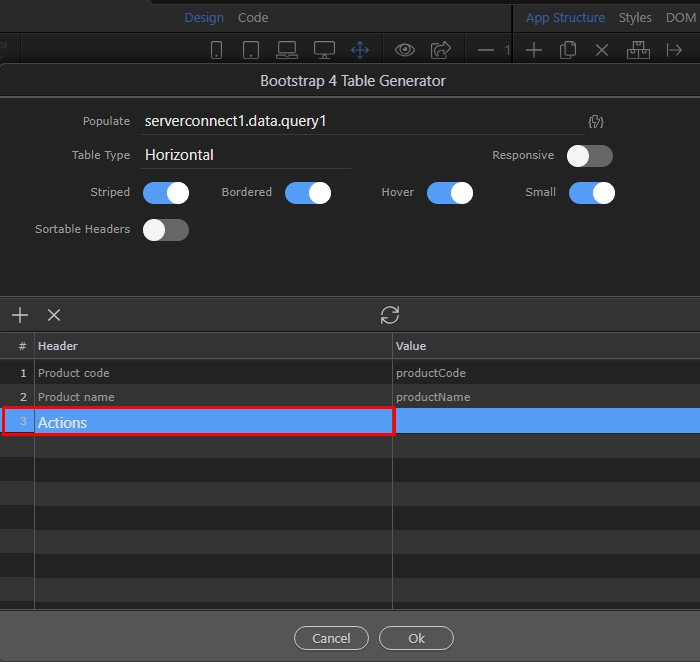 Design Code App Structure Styles DOM
1
Bootstrap 4 Table Generator
Populate serverconnect1.data.query1
Table Type Horizontal Responsive
Striped Bordered Hover Small
Sortable Headers
# Header Value
1 Product code productCode
2 Product name productName
3 Actions
Cancel Ok